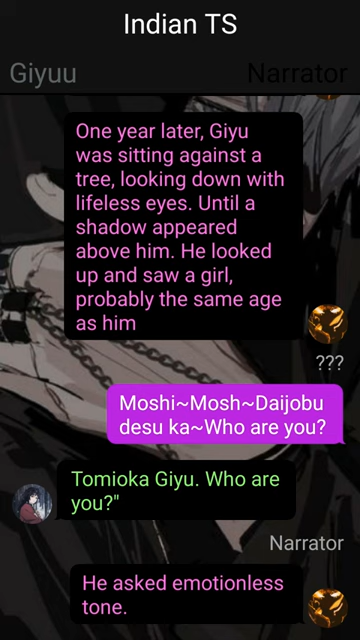 Indian TS
Giyuu
Narrator
One year later, Giyu
was sitting against a
tree, looking down with
lifeless eyes. Until a
shadow appeared
above him. He looked
up and saw a girl,
probably the same age
as him
???
Moshi~Mosh~Daijobu
desu ka~Who are you?
Tomioka Giyu. Who are
you?"
Narrator
He asked emotionless
tone.